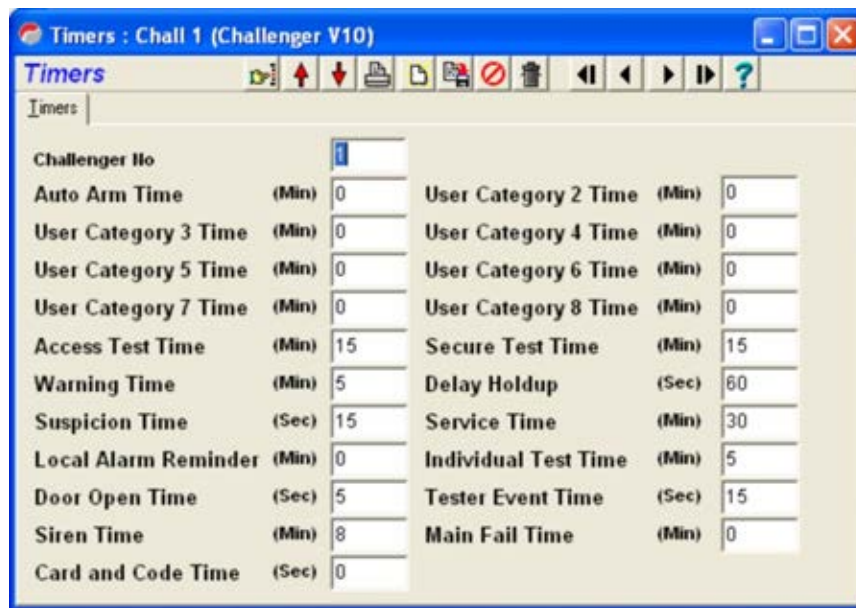 Timers : Chall 1 (Challenger V10)
Timers
Timers
Challenger No 1
Auto Arm Time (Min) 0 User Category 2 Time (Min) 0
User Category 3 Time (Min) 0 User Category 4 Time (Min) 0
User Category 5 Time (Min) 0 User Category 6 Time (Min) 0
User Category 7 Time (Min) 0 User Category 8 Time (Min) 0
Access Test Time (Min) 15 Secure Test Time (Min) 15
Warning Time (Min) 5 Delay Holdup (Sec) 60
Suspicion Time (Sec) 15 Service Time (Min) 30
Local Alarm Reminder (Min) 0 Individual Test Time (Min) 5
Door Open Time (Sec) 5 Tester Event Time (Sec) 15
Siren Time (Min) 8 Main Fail Time (Min) 0
Card and Code Time (Sec) 0